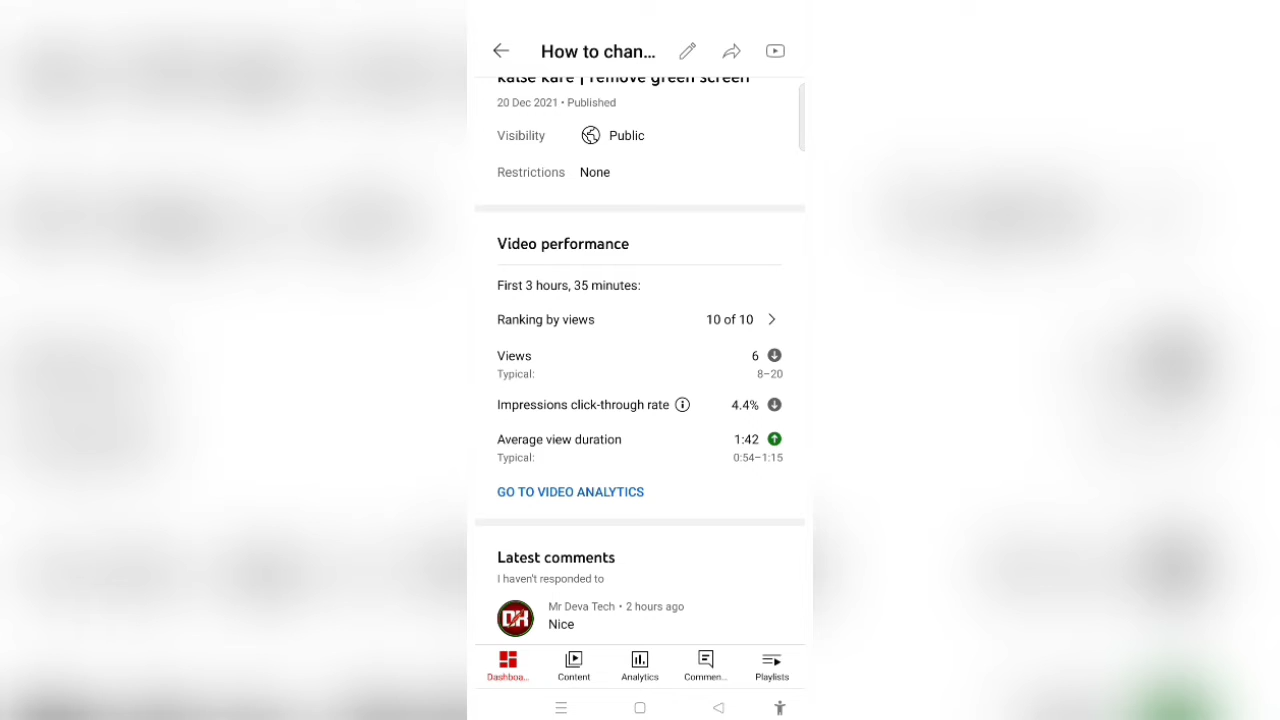 How to chan...
katse kare | remove green screen
20 Dec 2021 • Published
Visibility Public
Restrictions None
Video performance
First 3 hours, 35 minutes:
Ranking by views 10 of 10
Views 6
Typical: 8–20
Impressions click-through rate 4.4%
Average view duration 1:42
Typical: 0:54–1:15
GO TO VIDEO ANALYTICS
Latest comments
I haven't responded to
Mr Deva Tech • 2 hours ago
Nice
Dashboa... Content Analytics Commen... Playlists